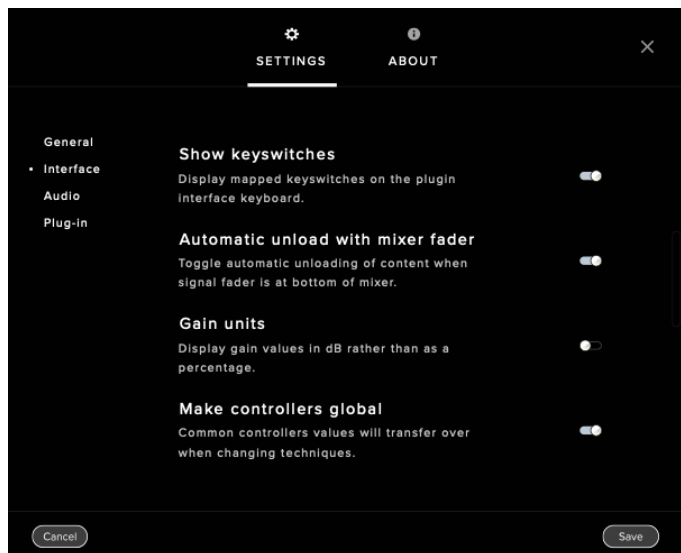 SETTINGS
ABOUT
General
Interface
Audio
Plug-in
Show keyswitches
Display mapped keyswitches on the plugin
interface keyboard.
Automatic unload with mixer fader
Toggle automatic unloading of content when
signal fader is at bottom of mixer.
Gain units
Display gain values in dB rather than as a
percentage.
Make controllers global
Common controllers values will transfer over
when changing techniques.
Cancel
Save